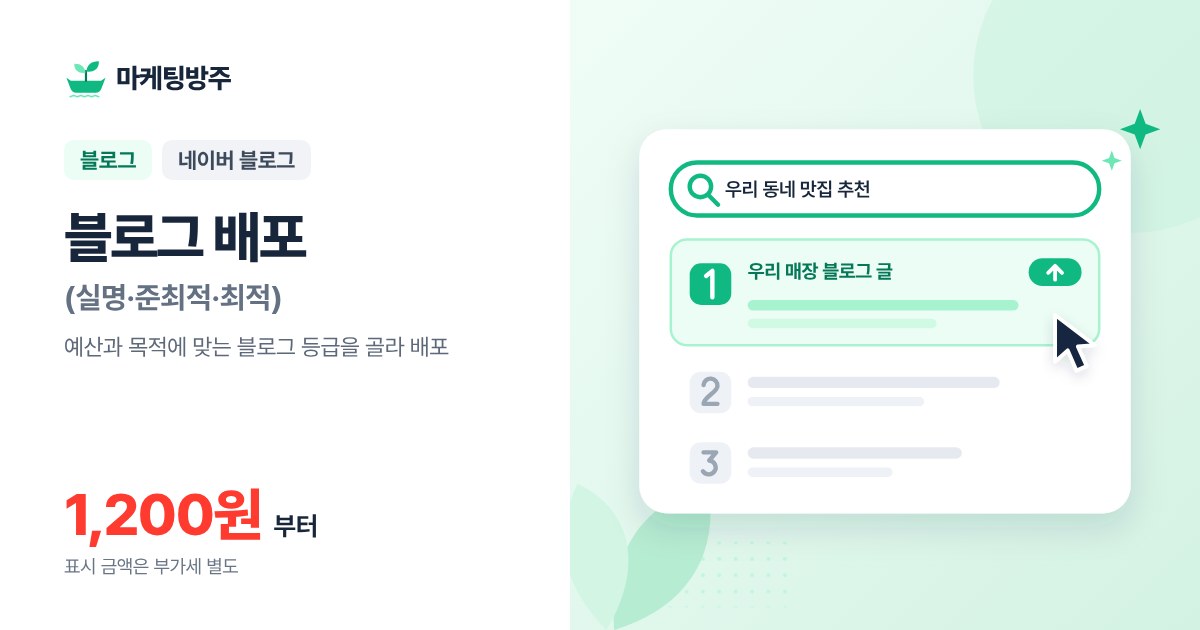 마케팅방주
블로그 네이버 블로그
블로그 배포
(실명·준최적·최적)
예산과 목적에 맞는 블로그 등급을 골라 배포
1,200원 부터
표시 금액은 부가세 별도
우리 동네 맛집 추천
1 우리 매장 블로그 글
2
3